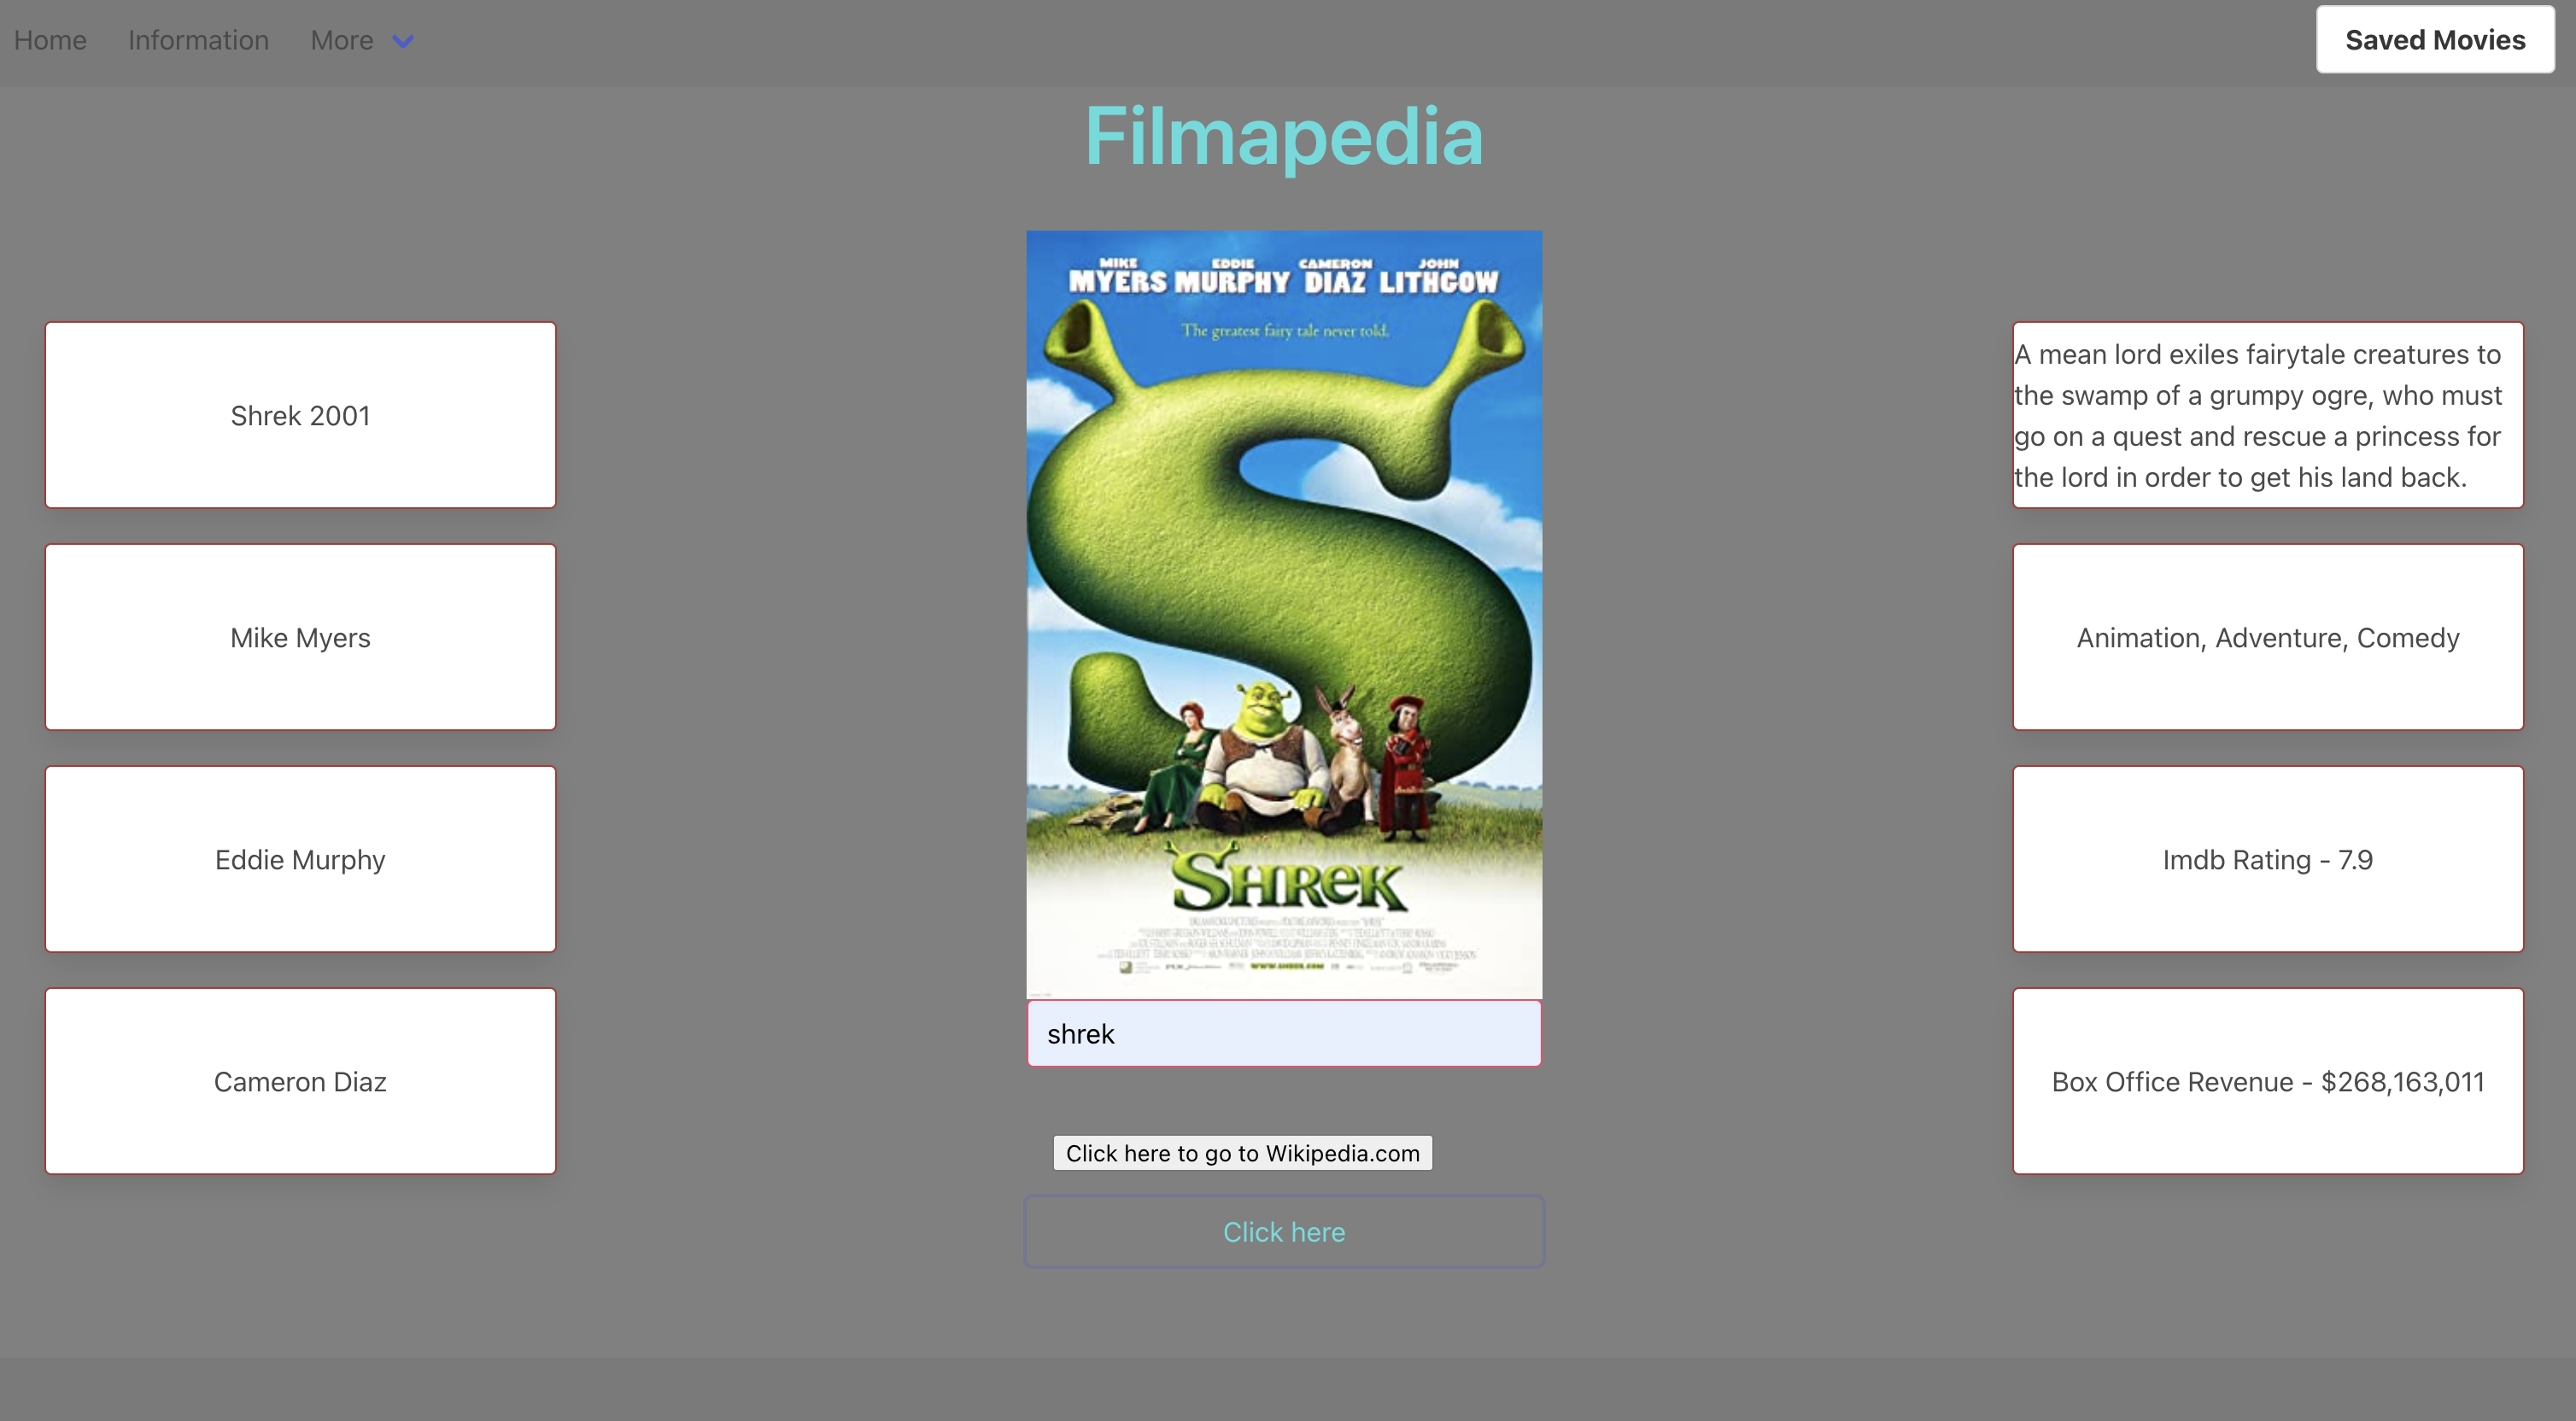 Home Information More Saved Movies
Filmapedia
MIKE EDDIE CAMERON JOHN
MYERS MURPHY DIAZ LITHGOW
The greatest fairy tale never told.
SHREK
WWW.SHREK.COM
shrek
Click here to go to Wikipedia.com
Click here
Shrek 2001
Mike Myers
Eddie Murphy
Cameron Diaz
A mean lord exiles fairytale creatures to
the swamp of a grumpy ogre, who must
go on a quest and rescue a princess for
the lord in order to get his land back.
Animation, Adventure, Comedy
Imdb Rating - 7.9
Box Office Revenue - $268,163,011